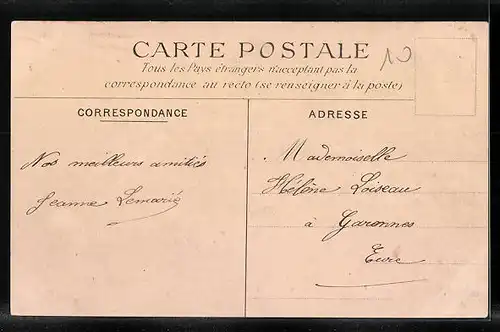 CARTE POSTALE
Tous les Pays étrangers n'acceptant pas la
correspondance au recto (se renseigner à la poste)
10
CORRESPONDANCE
Nos meilleurs amitiés
Jeanne Lemarié
ADRESSE
Mademoiselle
Hélène Loiseau
à Garonnes
Eure